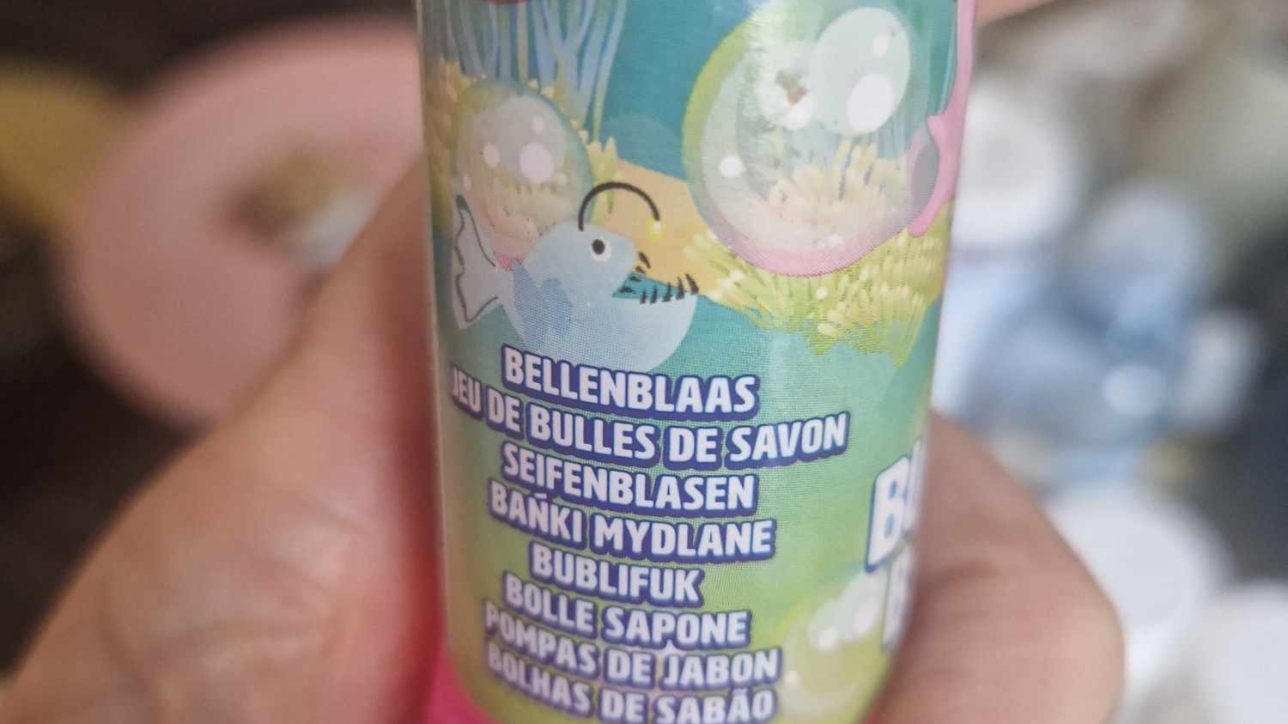 BELLENBLAAS
JEU DE BULLES DE SAVON
SEIFENBLASEN
BAŃKI MYDLANE
BUBLIFUK
BOLLE SAPONE
POMPAS DE JABON
BOLHAS DE SABÃO